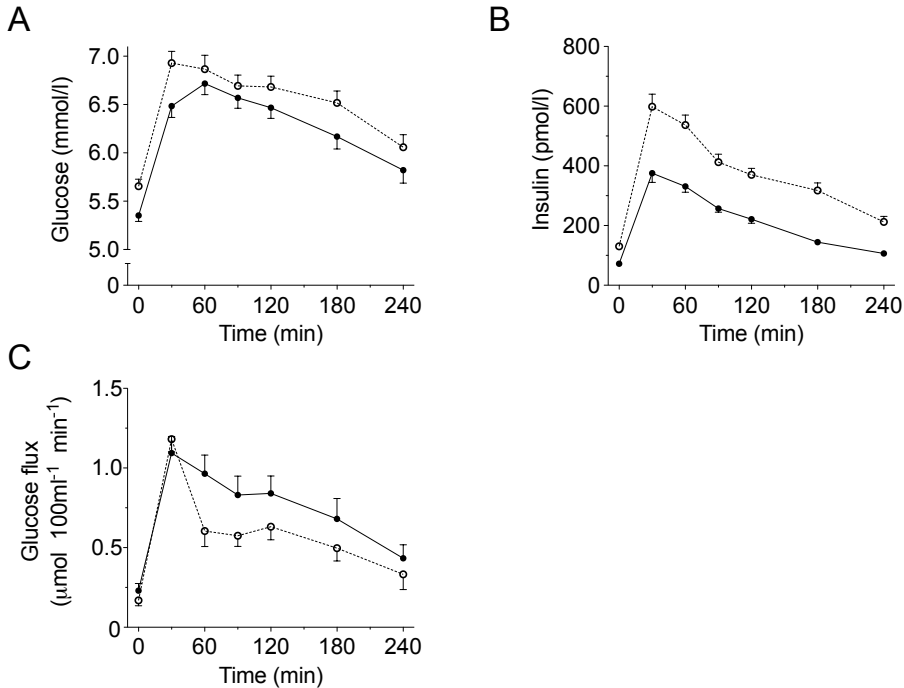 A
Glucose (mmol/l)
7.0
6.5
6.0
5.5
5.0
0
0 60 120 180 240
Time (min)
B
Insulin (pmol/l)
800
600
400
200
0
0 60 120 180 240
Time (min)
C
Glucose flux
(μmol 100ml⁻¹ min⁻¹)
1.5
1.0
0.5
0
0 60 120 180 240
Time (min)